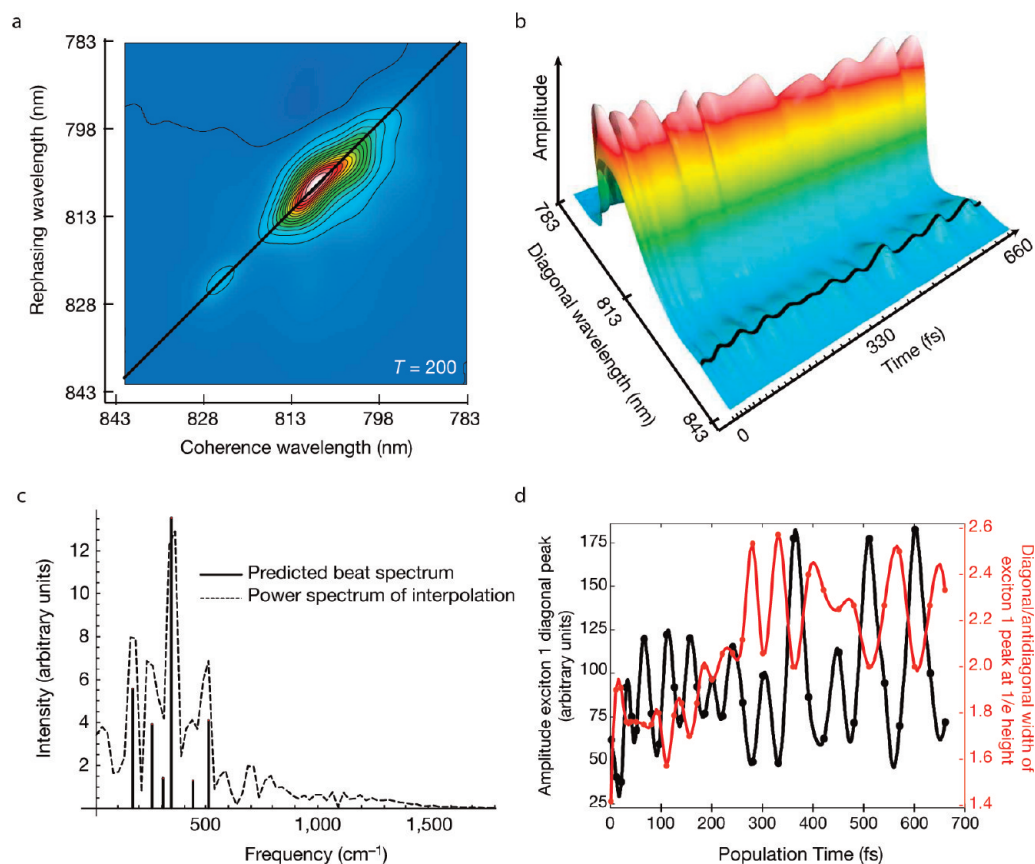 a
783
798
813
828
843
Rephasing wavelength (nm)
T = 200
843
828
813
798
783
Coherence wavelength (nm)
b
Amplitude
783
813
843
Diagonal wavelength (nm)
0
330
660
Time (fs)
c
Intensity (arbitrary units)
12
10
8
6
4
2
Predicted beat spectrum
Power spectrum of interpolation
500
1,000
1,500
Frequency (cm⁻¹)
d
Amplitude exciton 1 diagonal peak
(arbitrary units)
175
150
125
100
75
50
25
0
100
200
300
400
500
600
700
Population Time (fs)
2.6
2.4
2.2
2.0
1.8
1.6
1.4
Diagonal/antidiagonal width of
exciton 1 peak at 1/e height